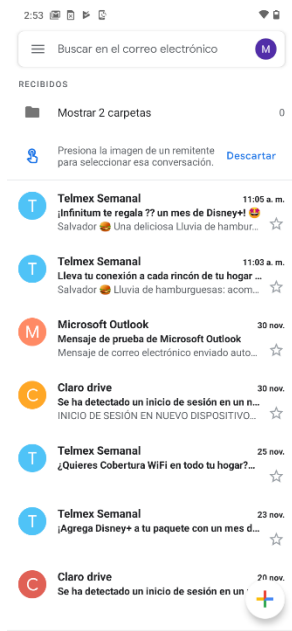 2:53
Buscar en el correo electrónico
M
RECIBIDOS
Mostrar 2 carpetas
0
Presiona la imagen de un remitente
para seleccionar esa conversación.
Descartar
T
Telmex Semanal
11:05 a. m.
¡Infinitum te regala ?? un mes de Disney+! 🤩
Salvador 🍔 Una deliciosa Lluvia de hambur...
T
Telmex Semanal
11:03 a. m.
Lleva tu conexión a cada rincón de tu hogar ...
Salvador 🍔 Lluvia de hamburguesas: acom...
M
Microsoft Outlook
30 nov.
Mensaje de prueba de Microsoft Outlook
Mensaje de correo electrónico enviado auto...
C
Claro drive
30 nov.
Se ha detectado un inicio de sesión en un n...
INICIO DE SESIÓN EN NUEVO DISPOSITIVO...
T
Telmex Semanal
25 nov.
¿Quieres Cobertura WiFi en todo tu hogar?...
T
Telmex Semanal
23 nov.
¡Agrega Disney+ a tu paquete con un mes d...
C
Claro drive
20 nov.
Se ha detectado un inicio de sesión en un